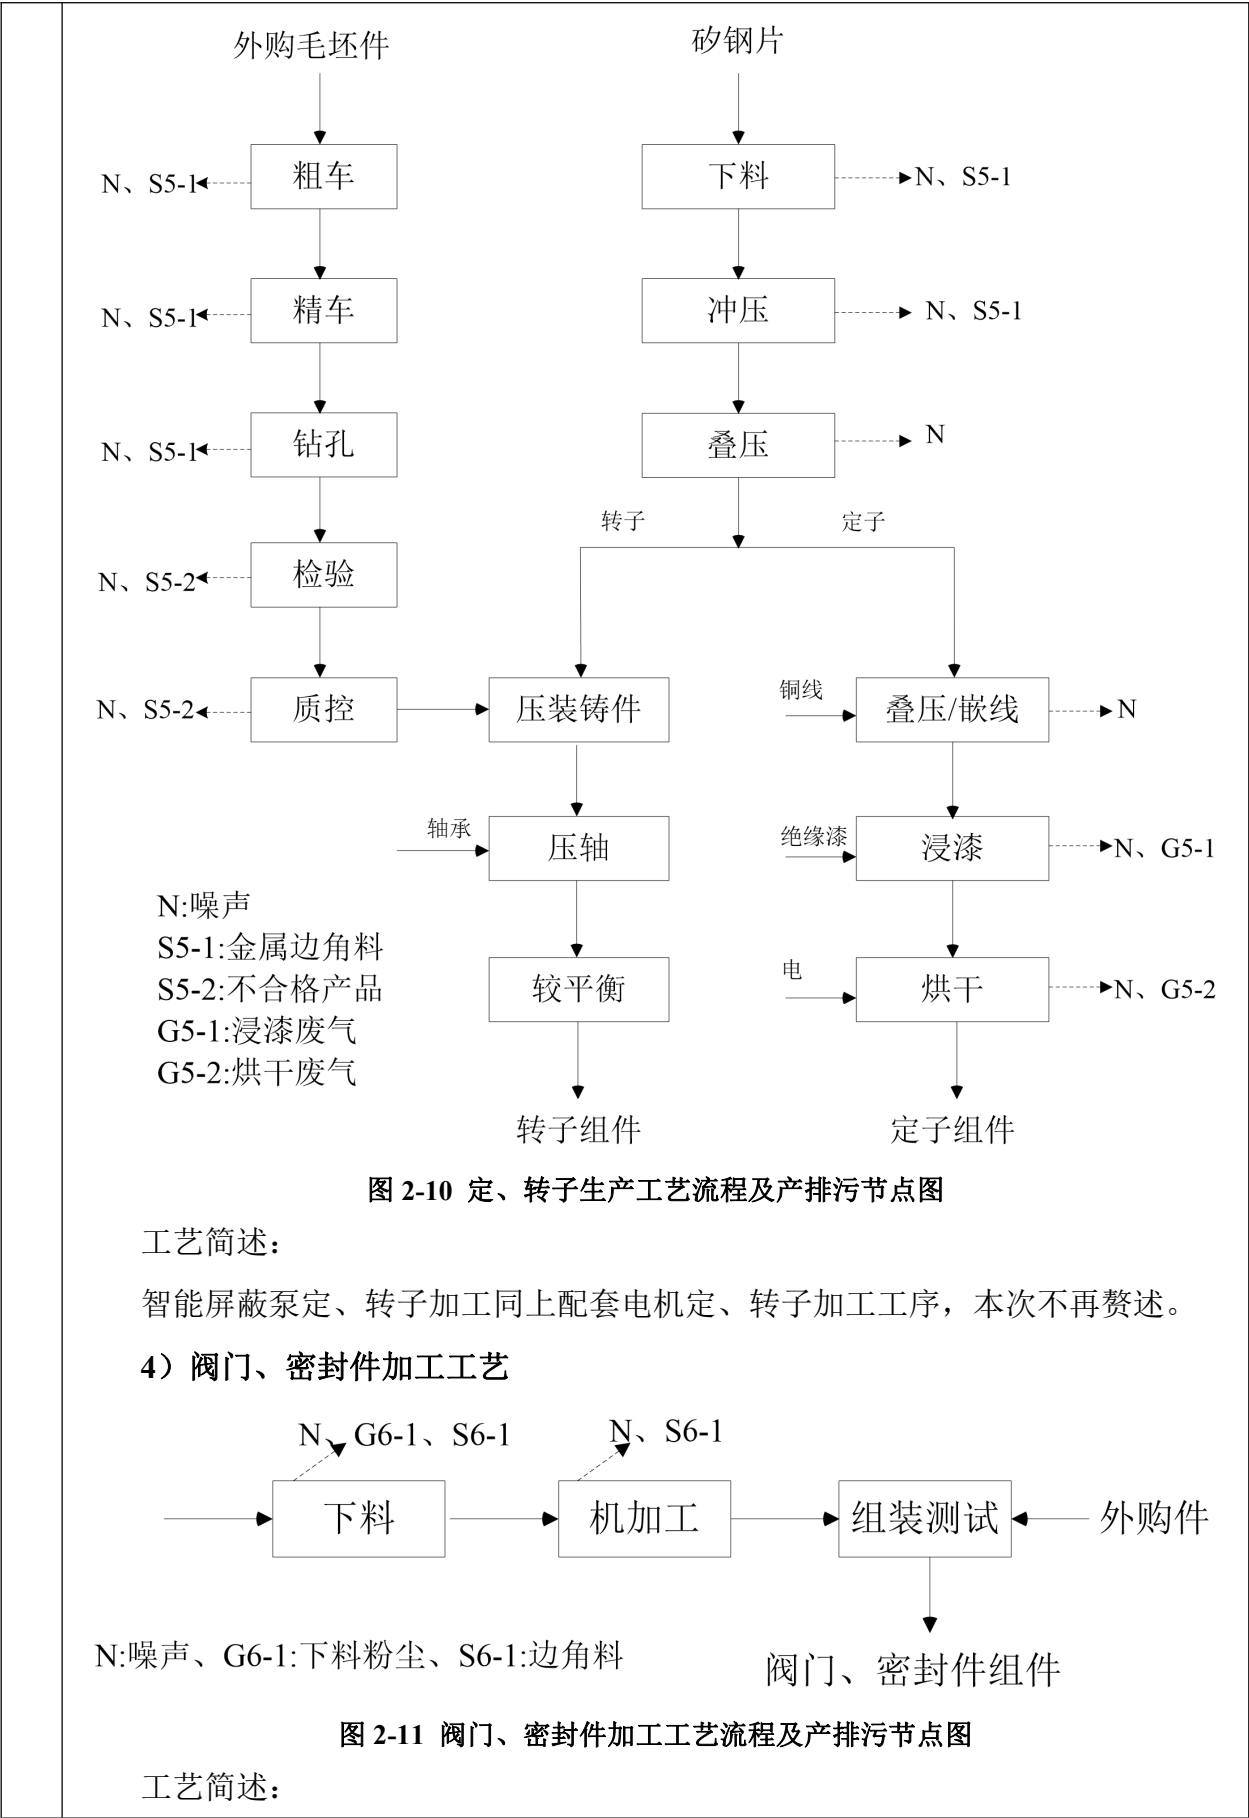 外购毛坯件
矽钢片
粗车
N、S5-1
下料
N、S5-1
精车
N、S5-1
冲压
N、S5-1
钻孔
N、S5-1
叠压
N
转子
定子
检验
N、S5-2
质控
N、S5-2
压装铸件
铜线
叠压/嵌线
N
轴承
压轴
绝缘漆
浸漆
N、G5-1
N:噪声
S5-1:金属边角料
S5-2:不合格产品
G5-1:浸漆废气
G5-2:烘干废气
较平衡
电
烘干
N、G5-2
转子组件
定子组件
图 2-10 定、转子生产工艺流程及产排污节点图
工艺简述：
智能屏蔽泵定、转子加工同上配套电机定、转子加工工序，本次不再赘述。
4）阀门、密封件加工工艺
N、G6-1、S6-1
N、S6-1
下料
机加工
组装测试
外购件
N:噪声、G6-1:下料粉尘、S6-1:边角料
阀门、密封件组件
图 2-11 阀门、密封件加工工艺流程及产排污节点图
工艺简述：